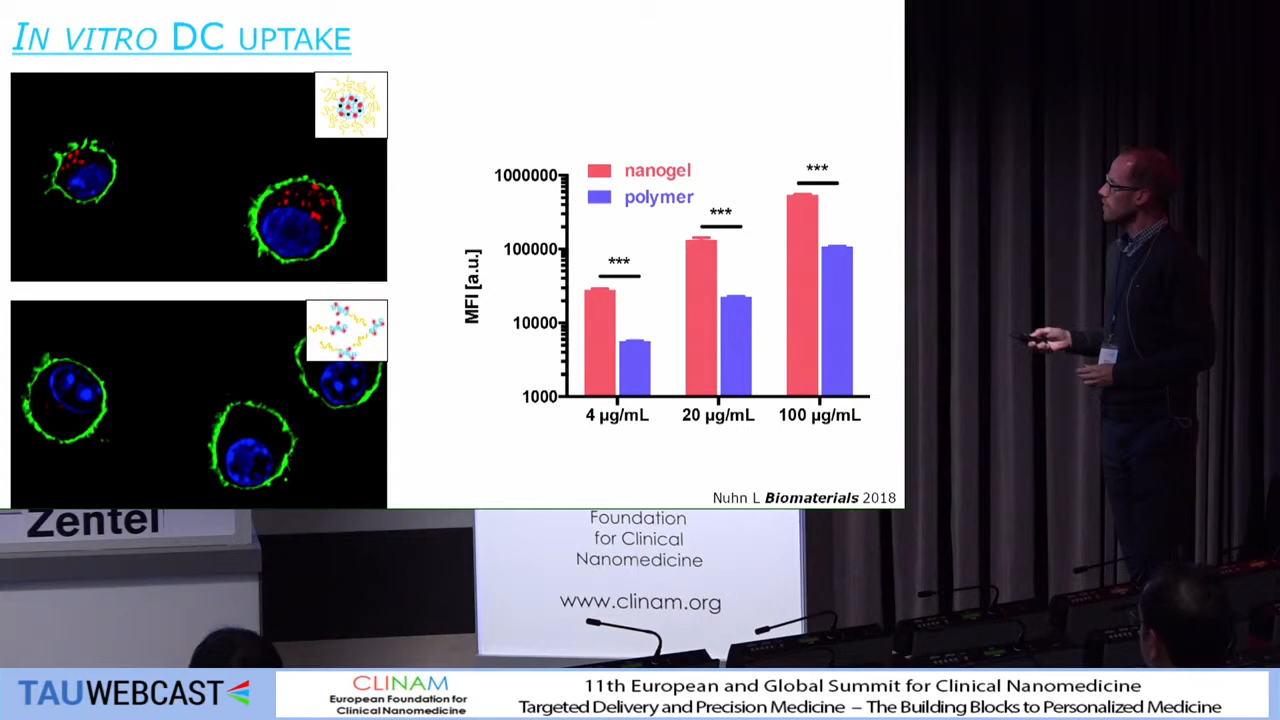 IN VITRO DC UPTAKE
nanogel
polymer
***
***
***
1000000
100000
10000
1000
MFI [a.u.]
4 µg/mL
20 µg/mL
100 µg/mL
Nuhn L Biomaterials 2018
Zentel
Foundation
for Clinical
Nanomedicine
www.clinam.org
TAUWEBCAST
CLINAM
European Foundation for
Clinical Nanomedicine
11th European and Global Summit for Clinical Nanomedicine
Targeted Delivery and Precision Medicine – The Building Blocks to Personalized Medicine